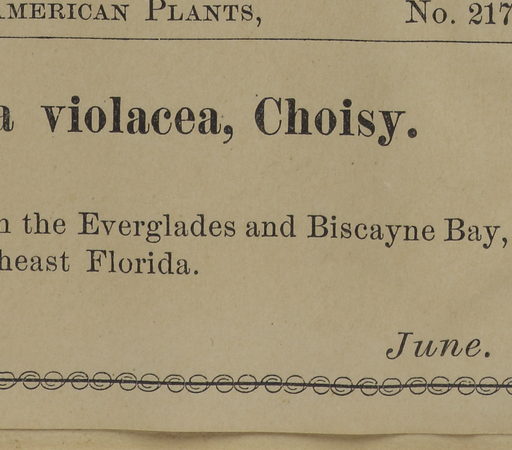 AMERICAN PLANTS, No. 217
a violacea, Choisy.
n the Everglades and Biscayne Bay,
heast Florida.
June.